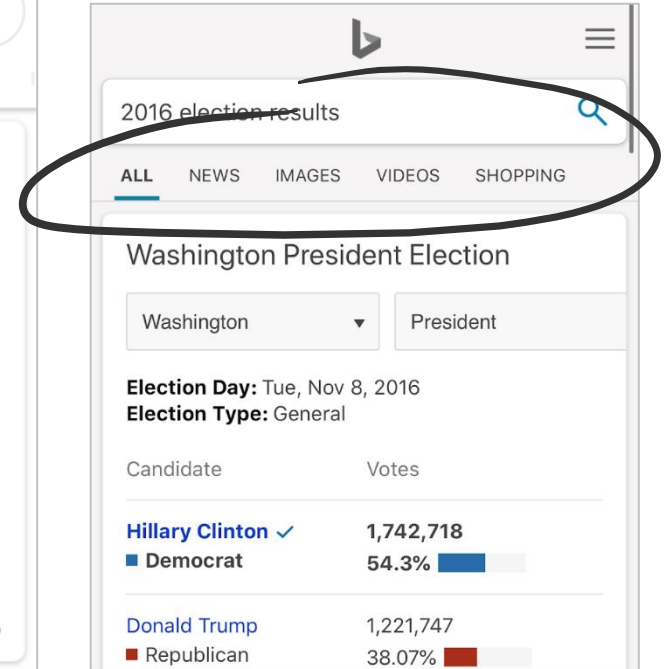 2016 election results
ALL NEWS IMAGES VIDEOS SHOPPING
Washington President Election
Washington President
Election Day: Tue, Nov 8, 2016
Election Type: General
Candidate Votes
Hillary Clinton 1,742,718
Democrat 54.3%
Donald Trump 1,221,747
Republican 38.07%